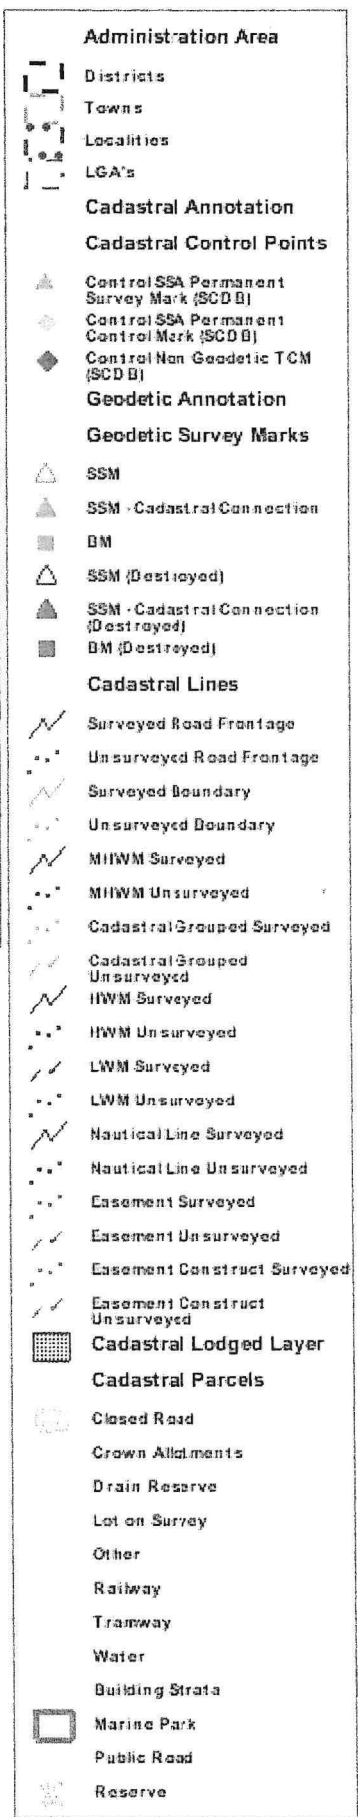 Administration Area
Districts
Towns
Localities
LGA's
Cadastral Annotation
Cadastral Control Points
Control SSA Permanent
Survey Mark (SCDB)
Control SSA Permanent
Control Mark (SCDB)
Control Non Geodetic TCM
(SCDB)
Geodetic Annotation
Geodetic Survey Marks
SSM
SSM - Cadastral Connection
BM
SSM (Destroyed)
SSM - Cadastral Connection
(Destroyed)
BM (Destroyed)
Cadastral Lines
Surveyed Road Frontage
Unsurveyed Road Frontage
Surveyed Boundary
Unsurveyed Boundary
MHWM Surveyed
MHWM Unsurveyed
Cadastral Grouped Surveyed
Cadastral Grouped
Unsurveyed
HWM Surveyed
HWM Unsurveyed
LWM Surveyed
LWM Unsurveyed
Nautical Line Surveyed
Nautical Line Unsurveyed
Easement Surveyed
Easement Unsurveyed
Easement Construct Surveyed
Easement Construct
Unsurveyed
Cadastral Lodged Layer
Cadastral Parcels
Closed Road
Crown Allotments
Drain Reserve
Lot on Survey
Other
Railway
Tramway
Water
Building Strata
Marine Park
Public Road
Reserve